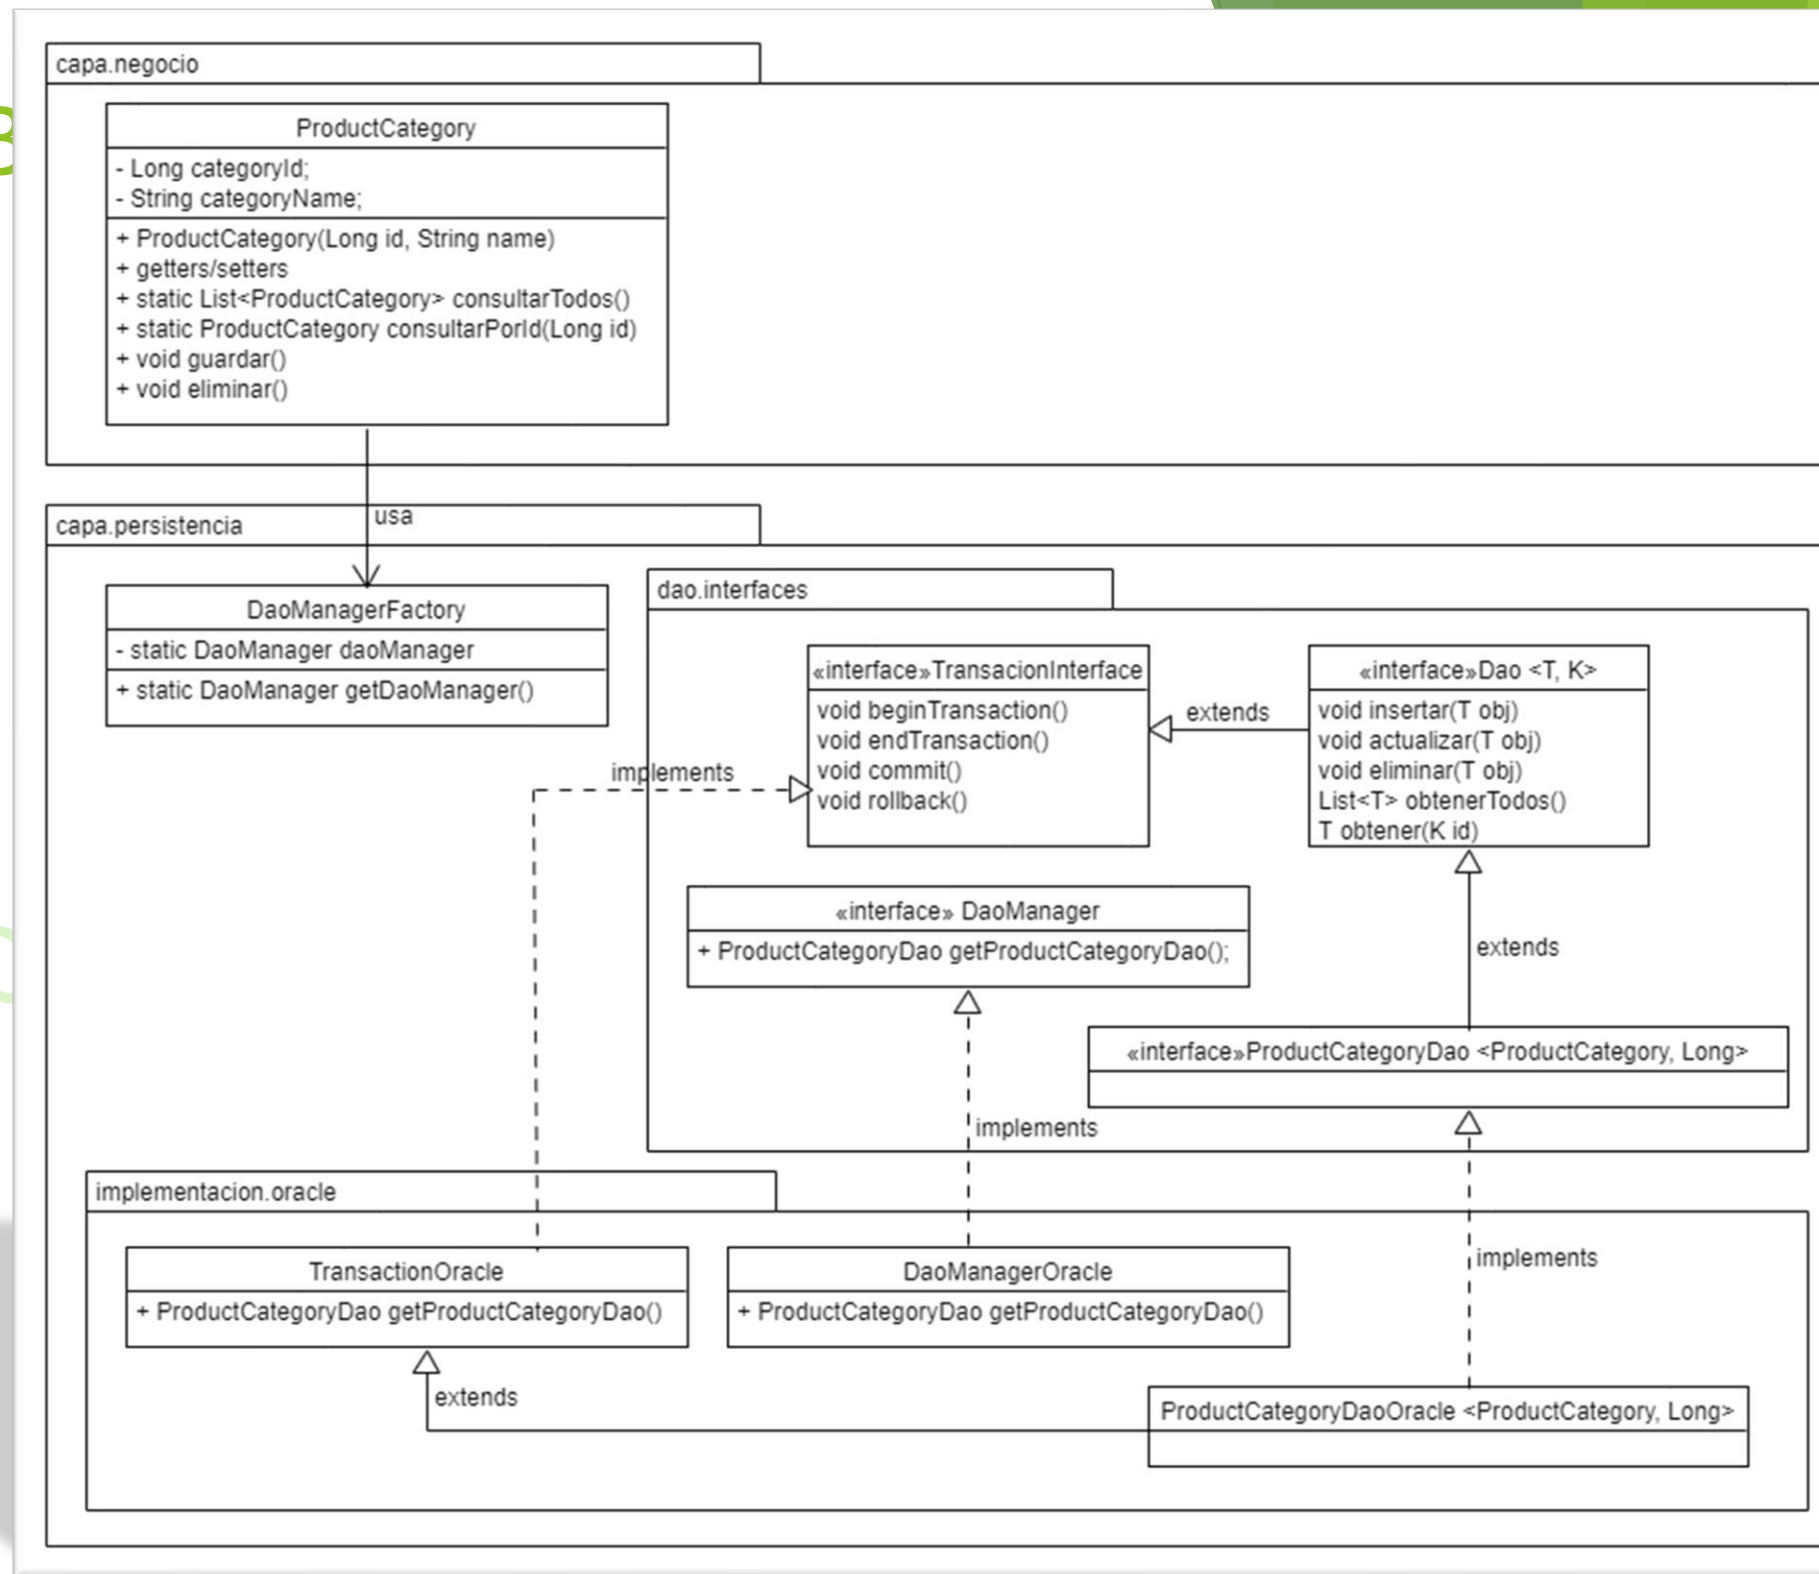 capa.negocio
ProductCategory
- Long categoryId;
- String categoryName;
+ ProductCategory(Long id, String name)
+ getters/setters
+ static List<ProductCategory> consultarTodos()
+ static ProductCategory consultarPorId(Long id)
+ void guardar()
+ void eliminar()
usa
capa.persistencia
DaoManagerFactory
- static DaoManager daoManager
+ static DaoManager getDaoManager()
dao.interfaces
«interface»TransacionInterface
void beginTransaction()
void endTransaction()
void commit()
void rollback()
extends
«interface»Dao <T, K>
void insertar(T obj)
void actualizar(T obj)
void eliminar(T obj)
List<T> obtenerTodos()
T obtener(K id)
implements
«interface» DaoManager
+ ProductCategoryDao getProductCategoryDao();
extends
«interface»ProductCategoryDao <ProductCategory, Long>
implements
implementacion.oracle
TransactionOracle
+ ProductCategoryDao getProductCategoryDao()
DaoManagerOracle
+ ProductCategoryDao getProductCategoryDao()
implements
extends
ProductCategoryDaoOracle <ProductCategory, Long>